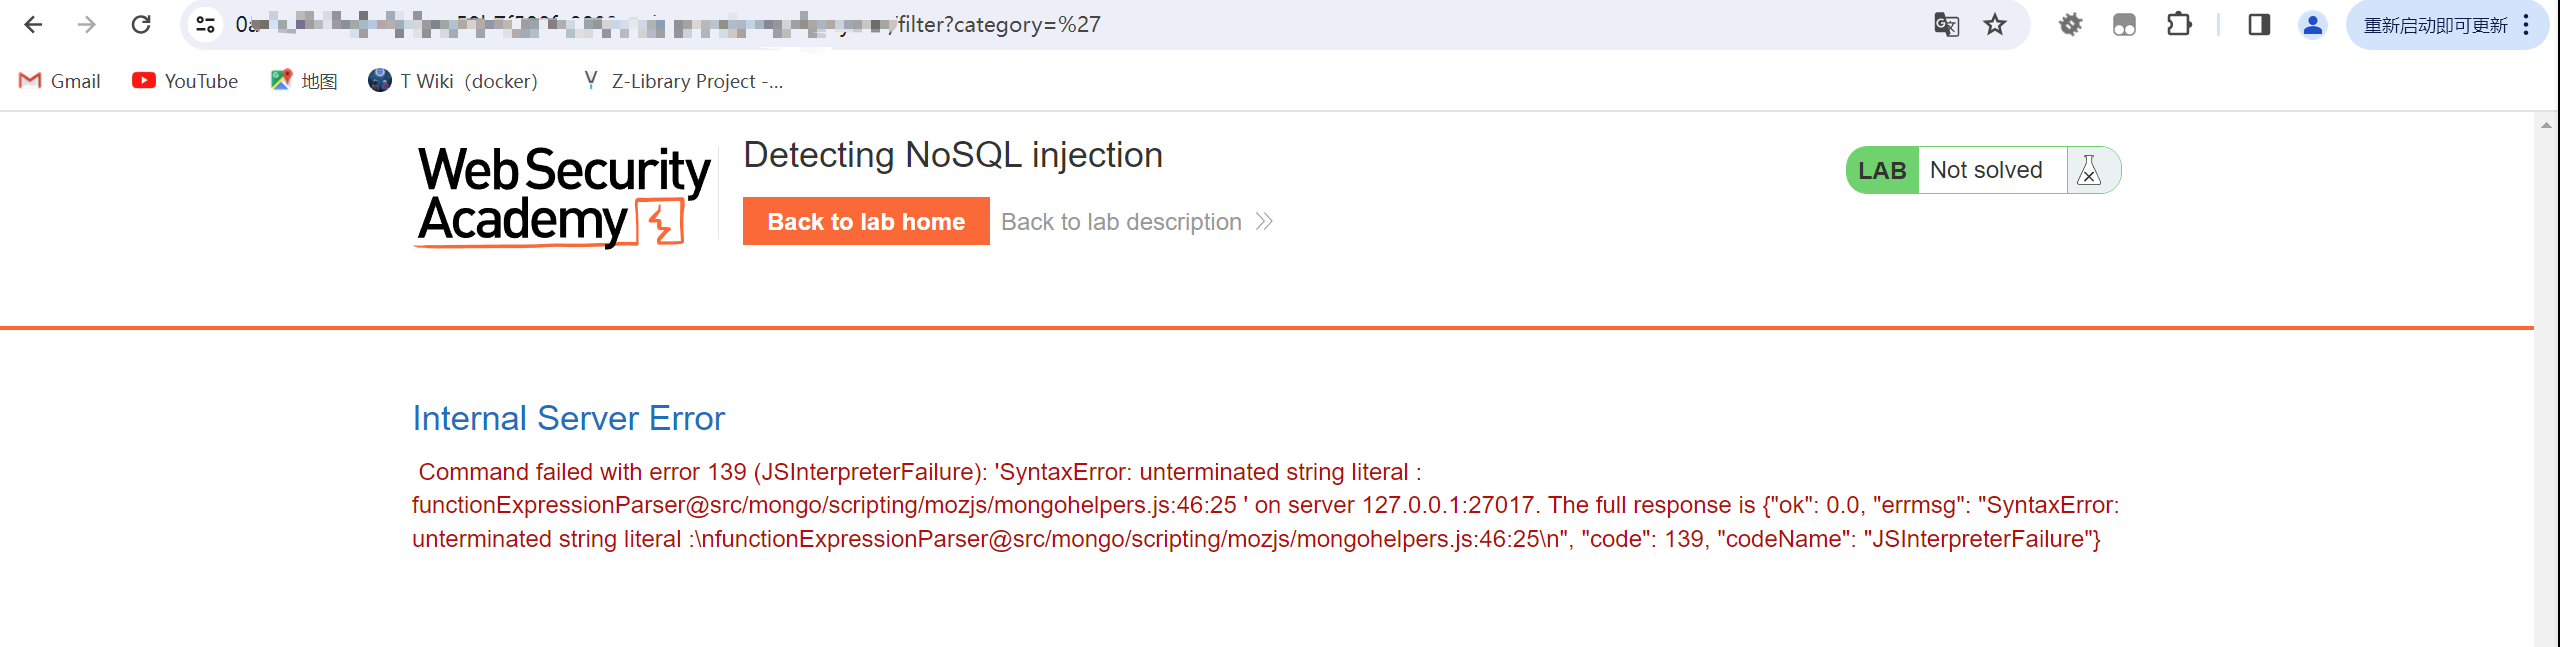 /filter?category=%27
重新启动即可更新
Gmail
YouTube
地图
T Wiki（docker）
Z-Library Project -...
WebSecurity
Academy
Detecting NoSQL injection
Back to lab home
Back to lab description
LAB
Not solved
Internal Server Error
Command failed with error 139 (JSInterpreterFailure): 'SyntaxError: unterminated string literal :
functionExpressionParser@src/mongo/scripting/mozjs/mongohelpers.js:46:25 ' on server 127.0.0.1:27017. The full response is {"ok": 0.0, "errmsg": "SyntaxError:
unterminated string literal :\nfunctionExpressionParser@src/mongo/scripting/mozjs/mongohelpers.js:46:25\n", "code": 139, "codeName": "JSInterpreterFailure"}